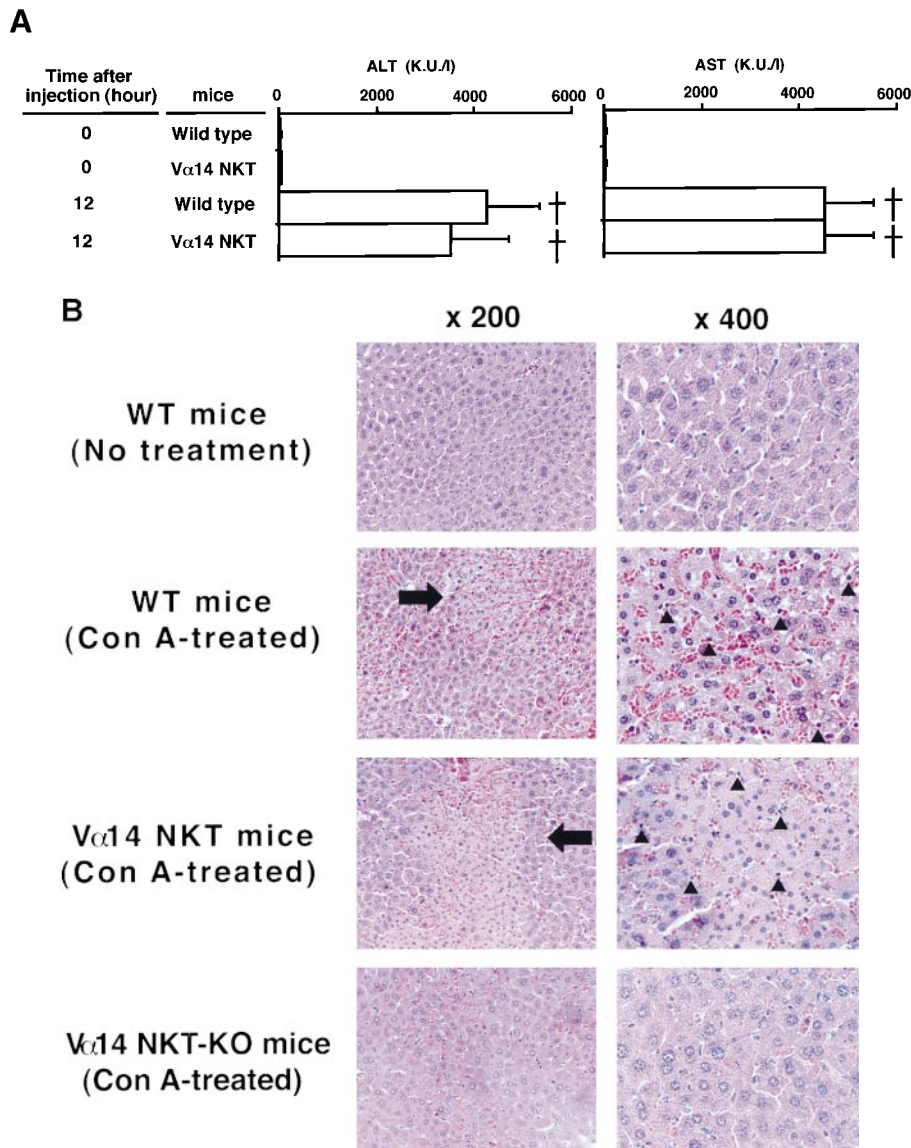 A
Time after injection (hour) mice ALT (K.U./l) AST (K.U./l)
0 2000 4000 6000 0 2000 4000 6000
0 Wild type
0 Vα14 NKT
12 Wild type †
†
12 Vα14 NKT †
†
B
x 200 x 400
WT mice
(No treatment)
WT mice
(Con A-treated)
Vα14 NKT mice
(Con A-treated)
Vα14 NKT-KO mice
(Con A-treated)